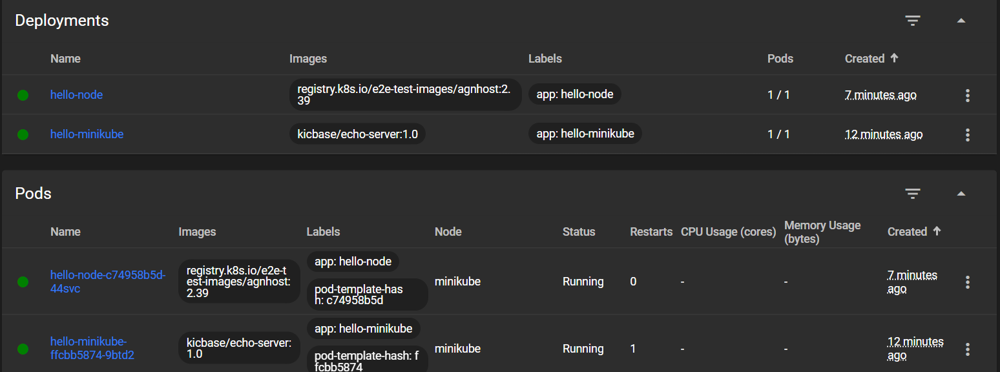 Deployments
Name Images Labels Pods Created
hello-node registry.k8s.io/e2e-test-images/agnhost:2. app: hello-node 1 / 1 7 minutes ago
39
hello-minikube kicbase/echo-server:1.0 app: hello-minikube 1 / 1 12 minutes ago
Pods
Name Images Labels Node Status Restarts CPU Usage (cores) Memory Usage Created
(bytes)
app: hello-node
hello-node-c74958b5d- registry.k8s.io/e2e-t 7 minutes
est-images/agnhost: minikube Running 0 - -
44svc 2.39 pod-template-has ago
h: c74958b5d
app: hello-minikube
hello-minikube- kicbase/echo-server: 12 minutes
minikube Running 1 - -
ffcbb5874-9btd2 1.0 pod-template-hash: f ago
fcbb5874